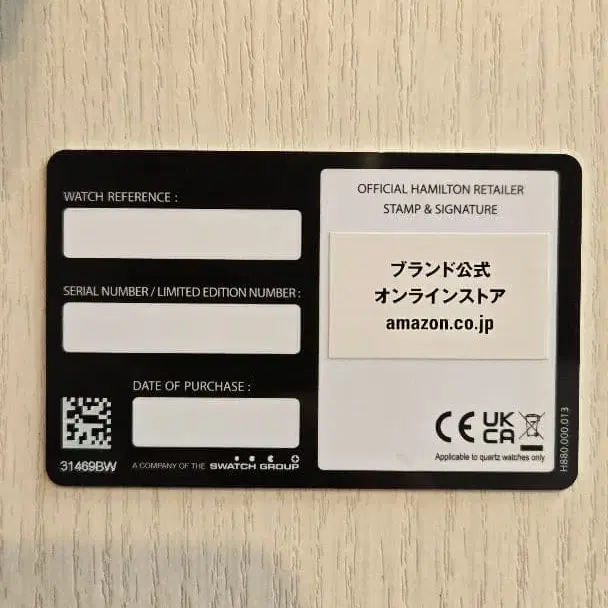 WATCH REFERENCE :
SERIAL NUMBER / LIMITED EDITION NUMBER :
DATE OF PURCHASE :
31469BW
A COMPANY OF THE SWATCH GROUP
OFFICIAL HAMILTON RETAILER
STAMP & SIGNATURE
ブランド公式
オンラインストア
amazon.co.jp
CE UK
CA
Applicable to quartz watches only
H880.000.013